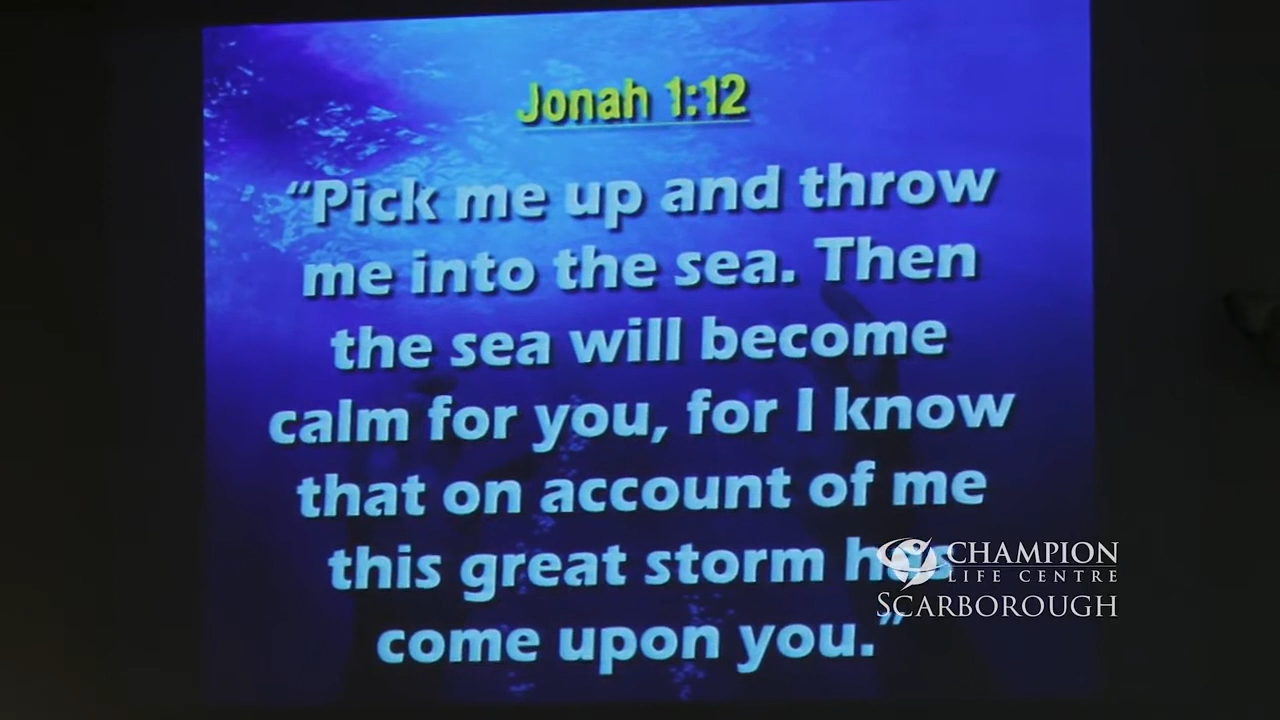 Jonah 1:12
“Pick me up and throw
me into the sea. Then
the sea will become
calm for you, for I know
that on account of me
this great storm has
come upon you.”
CHAMPION
LIFE CENTRE
SCARBOROUGH